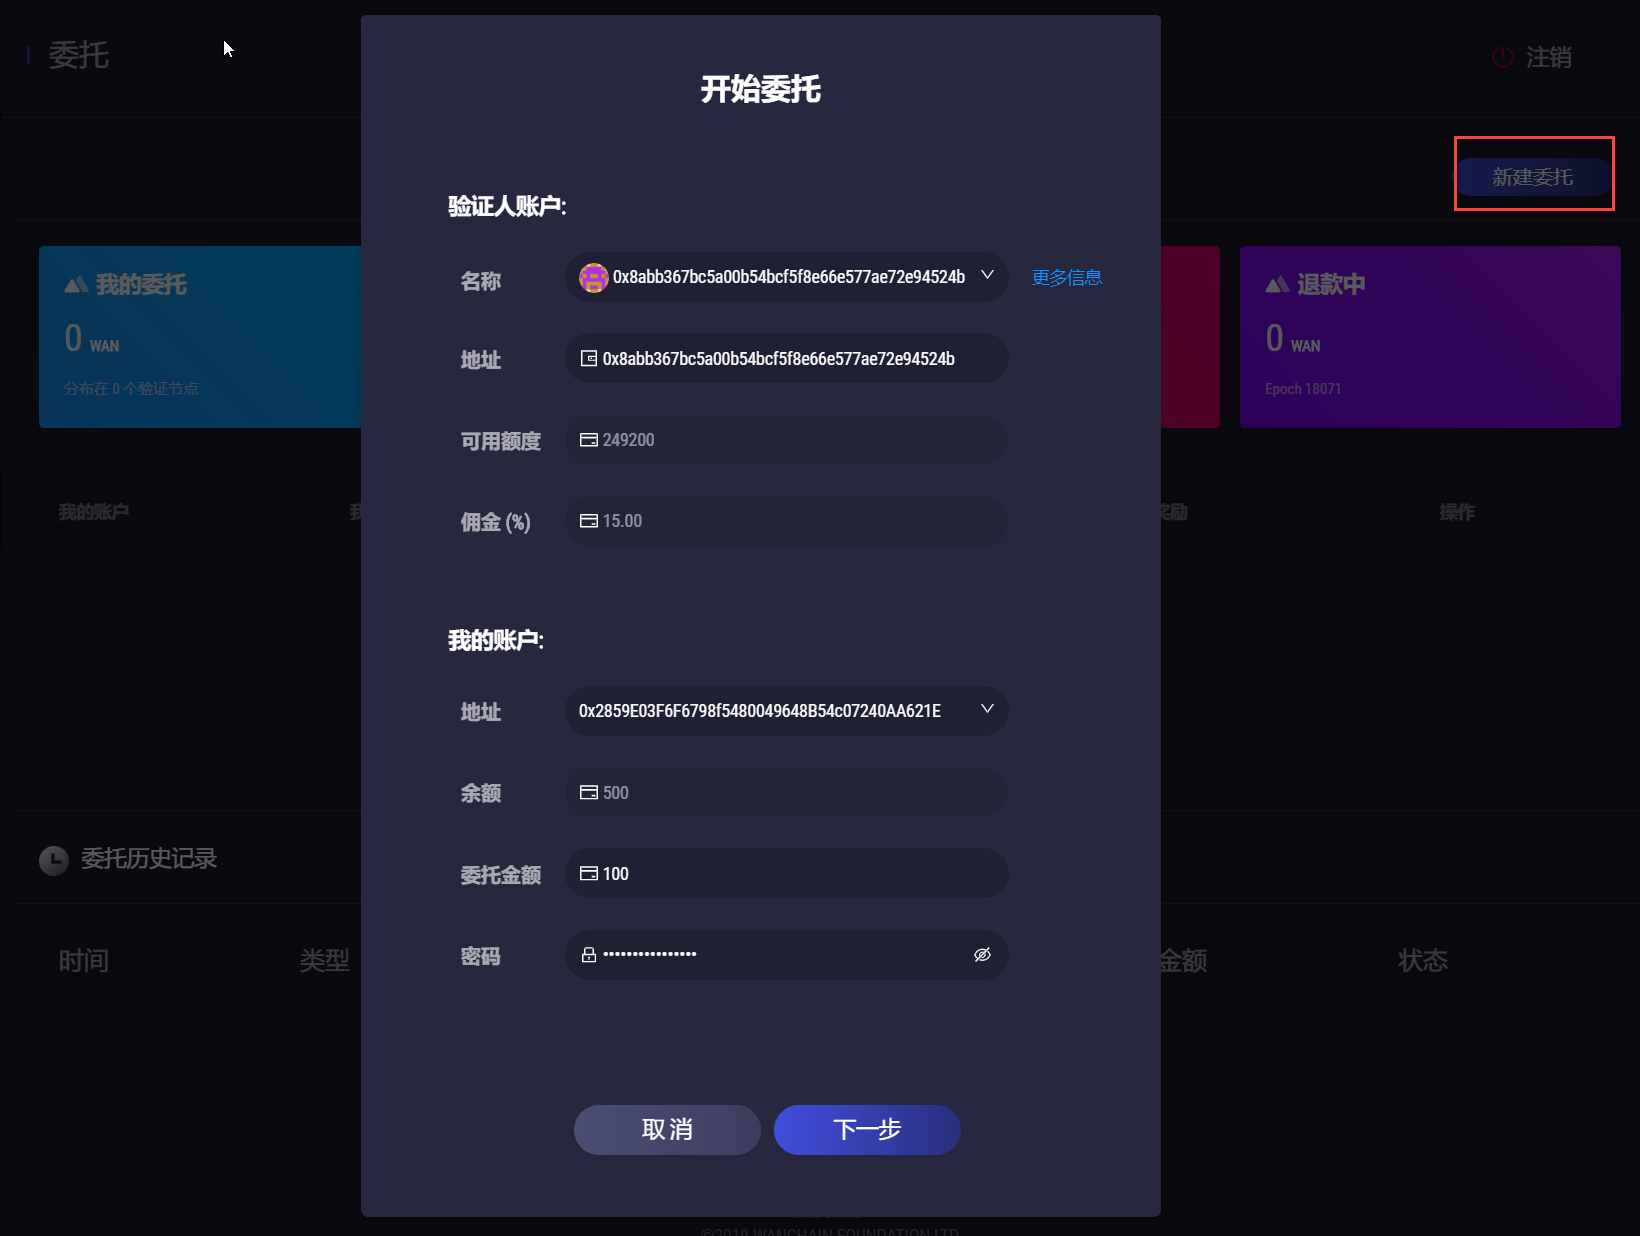 委托
注销
新建委托
我的委托
0 WAN
分布在 0 个验证节点
退款中
0 WAN
Epoch 18071
我的账户
操作
委托历史记录
时间
类型
金额
状态
开始委托
验证人账户:
名称
0x8abb367bc5a00b54bcf5f8e66e577ae72e94524b
更多信息
地址
0x8abb367bc5a00b54bcf5f8e66e577ae72e94524b
可用额度
249200
佣金 (%)
15.00
我的账户:
地址
0x2859E03F6F6798f5480049648B54c07240AA621E
余额
500
委托金额
100
密码
•••••••••••••••
取 消
下一步
©2019 WANCHAIN FOUNDATION LTD